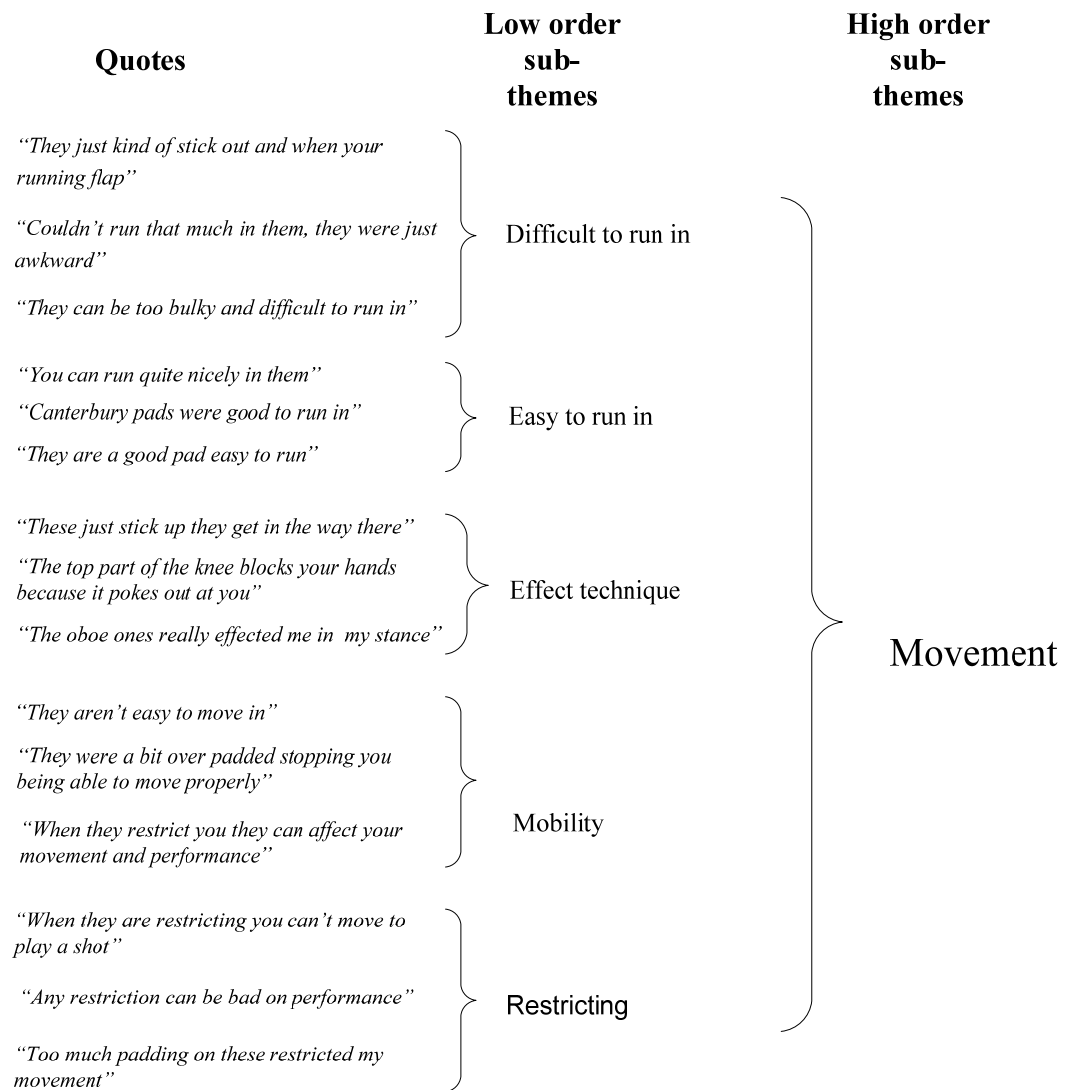 Quotes
Low order
sub-
themes
High order
sub-
themes
“They just kind of stick out and when your
running flap”
“Couldn’t run that much in them, they were just
awkward”
“They can be too bulky and difficult to run in”
Difficult to run in
“You can run quite nicely in them”
“Canterbury pads were good to run in”
“They are a good pad easy to run”
Easy to run in
“These just stick up they get in the way there”
“The top part of the knee blocks your hands
because it pokes out at you”
“The oboe ones really effected me in my stance”
Effect technique
“They aren’t easy to move in”
“They were a bit over padded stopping you
being able to move properly”
“When they restrict you they can affect your
movement and performance”
Mobility
“When they are restricting you can’t move to
play a shot”
“Any restriction can be bad on performance”
“Too much padding on these restricted my
movement”
Restricting
Movement